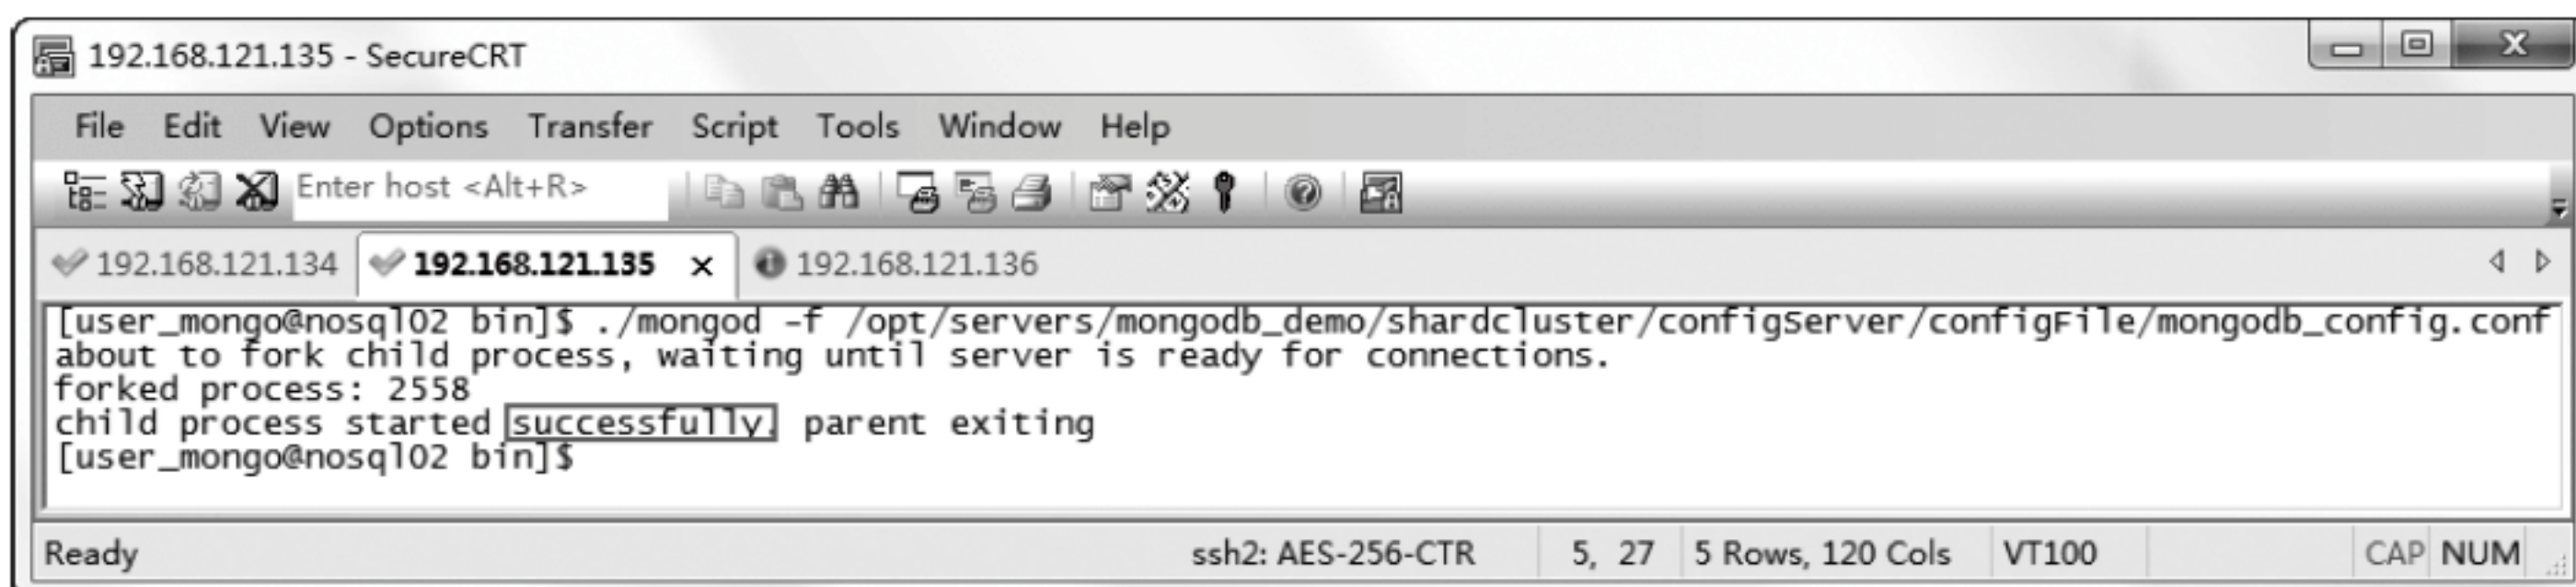 192.168.121.135 - SecureCRT
File Edit View Options Transfer Script Tools Window Help
Enter host <Alt+R>
192.168.121.134 192.168.121.135 x 192.168.121.136
[user_mongo@nosql02 bin]$ ./mongod -f /opt/servers/mongodb_demo/shardcluster/configServer/configFile/mongodb_config.conf
about to fork child process, waiting until server is ready for connections.
forked process: 2558
child process started successfully, parent exiting
[user_mongo@nosql02 bin]$
Ready ssh2: AES-256-CTR 5, 27 5 Rows, 120 Cols VT100 CAP NUM